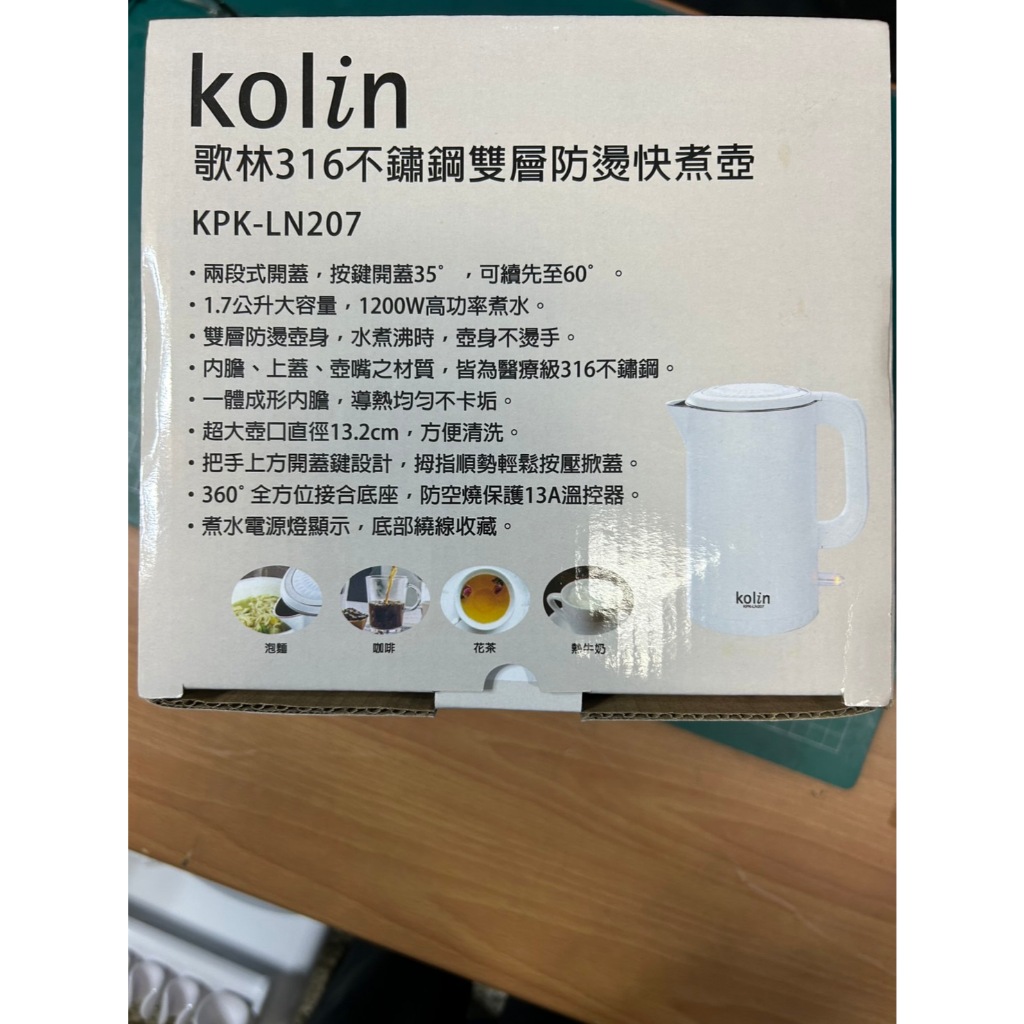 kolin
歌林316不鏽鋼雙層防燙快煮壺
KPK-LN207
・兩段式開蓋，按鍵開蓋35°，可續先至60°。
・1.7公升大容量，1200W高功率煮水。
・雙層防燙壺身，水煮沸時，壺身不燙手。
・內膽、上蓋、壺嘴之材質，皆為醫療級316不鏽鋼。
・一體成形內膽，導熱均勻不卡垢。
・超大壺口直徑13.2cm，方便清洗。
・把手上方開蓋鍵設計，拇指順勢輕鬆按壓掀蓋。
・360°全方位接合底座，防空燒保護13A溫控器。
・煮水電源燈顯示，底部繞線收藏。
kolin
KPK-LN207
泡麵
咖啡
花茶
熱牛奶